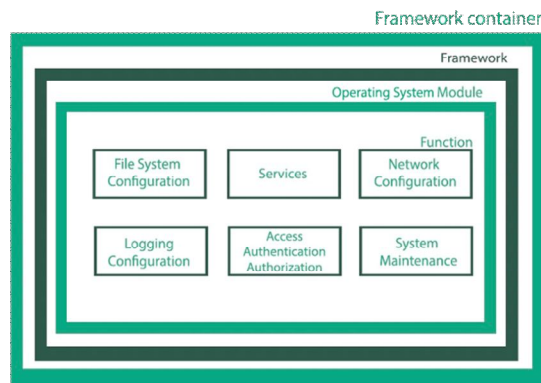 Framework container
Framework
Operating System Module
Function
File System
Configuration
Services
Network
Configuration
Logging
Configuration
Access
Authentication
Authorization
System
Maintenance